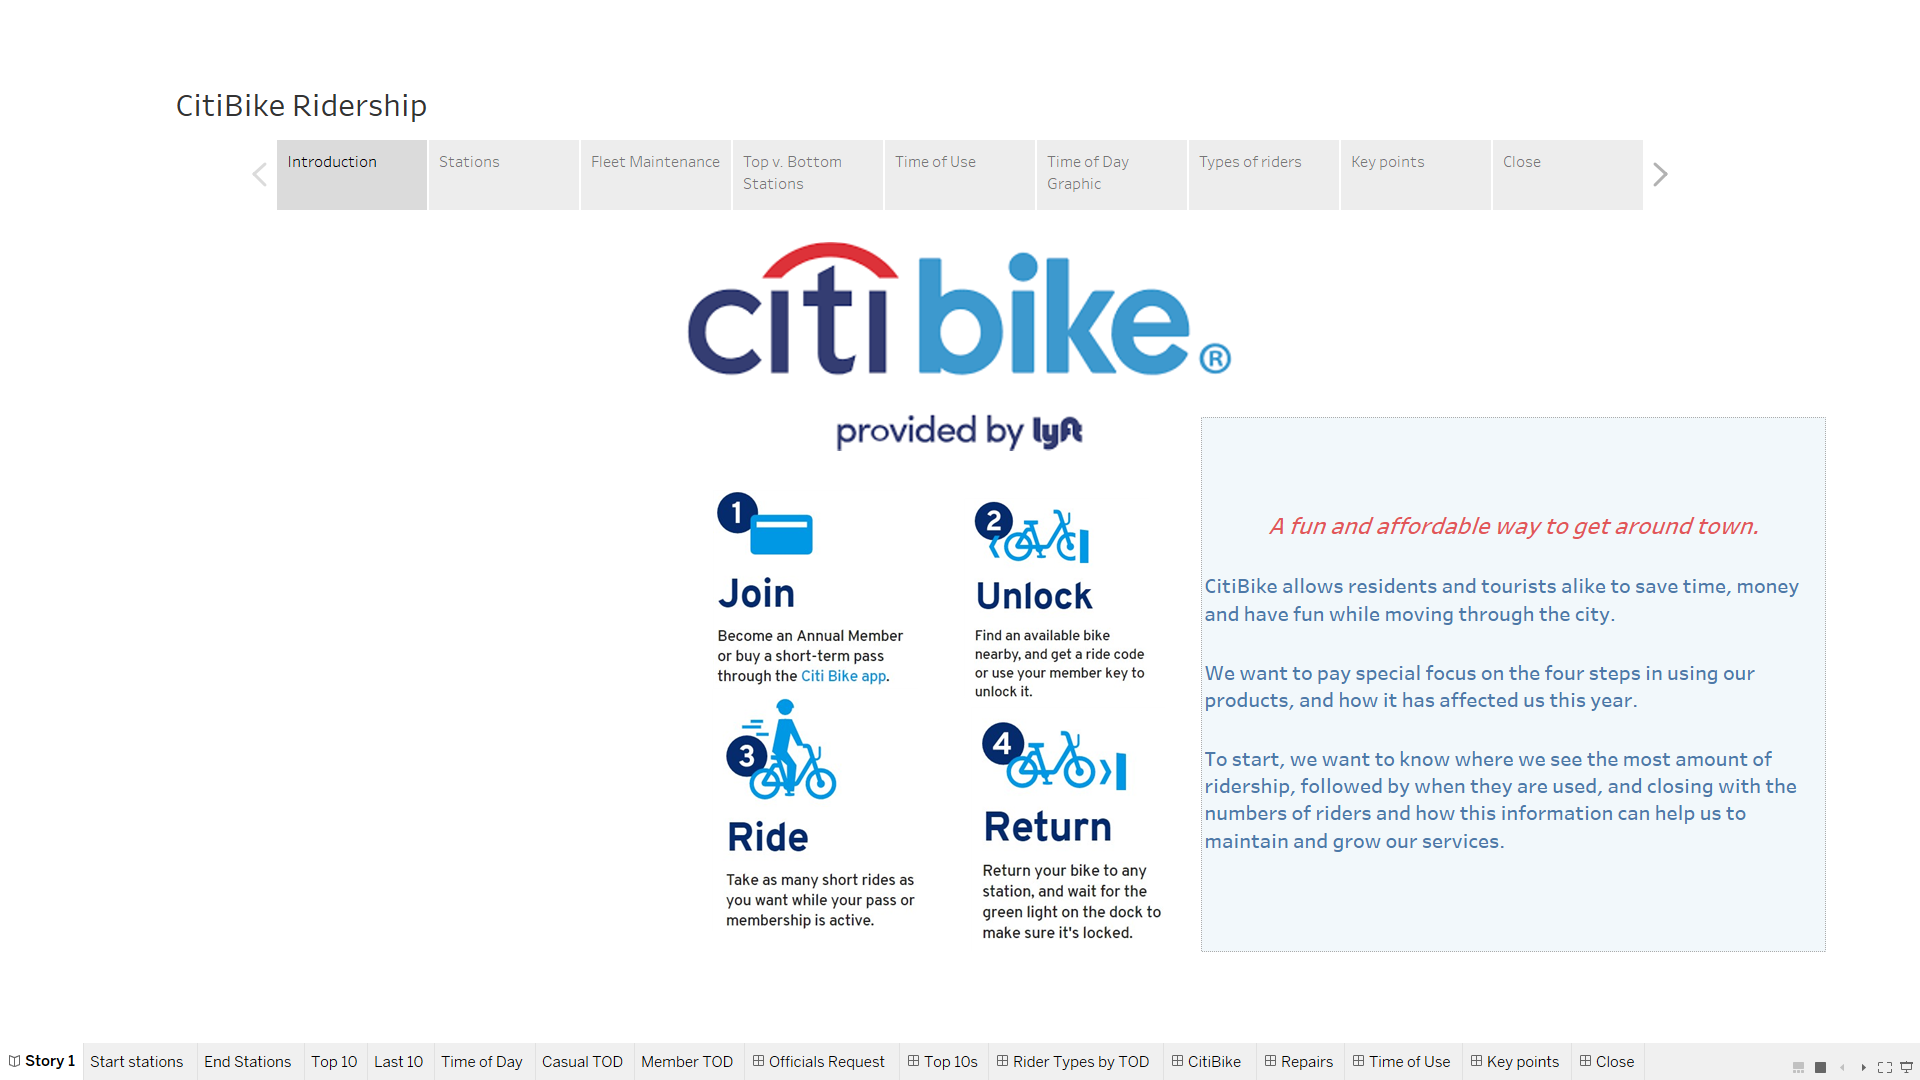 CitiBike Ridership
Introduction
Stations
Fleet Maintenance
Top v. Bottom
Stations
Time of Use
Time of Day
Graphic
Types of riders
Key points
Close
citi bike®
provided by lyft
1
Join
Become an Annual Member
or buy a short-term pass
through the Citi Bike app.
2
Unlock
Find an available bike
nearby, and get a ride code
or use your member key to
unlock it.
3
Ride
Take as many short rides as
you want while your pass or
membership is active.
4
Return
Return your bike to any
station, and wait for the
green light on the dock to
make sure it's locked.
A fun and affordable way to get around town.
CitiBike allows residents and tourists alike to save time, money
and have fun while moving through the city.
We want to pay special focus on the four steps in using our
products, and how it has affected us this year.
To start, we want to know where we see the most amount of
ridership, followed by when they are used, and closing with the
numbers of riders and how this information can help us to
maintain and grow our services.
Story 1
Start stations
End Stations
Top 10
Last 10
Time of Day
Casual TOD
Member TOD
Officials Request
Top 10s
Rider Types by TOD
CitiBike
Repairs
Time of Use
Key points
Close